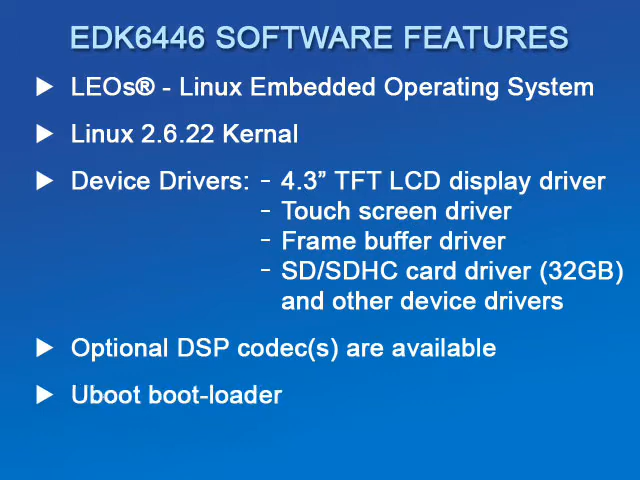 EDK6446 SOFTWARE FEATURES
▶ LEOs® - Linux Embedded Operating System
▶ Linux 2.6.22 Kernal
▶ Device Drivers: - 4.3” TFT LCD display driver
- Touch screen driver
- Frame buffer driver
- SD/SDHC card driver (32GB)
and other device drivers
▶ Optional DSP codec(s) are available
▶ Uboot boot-loader